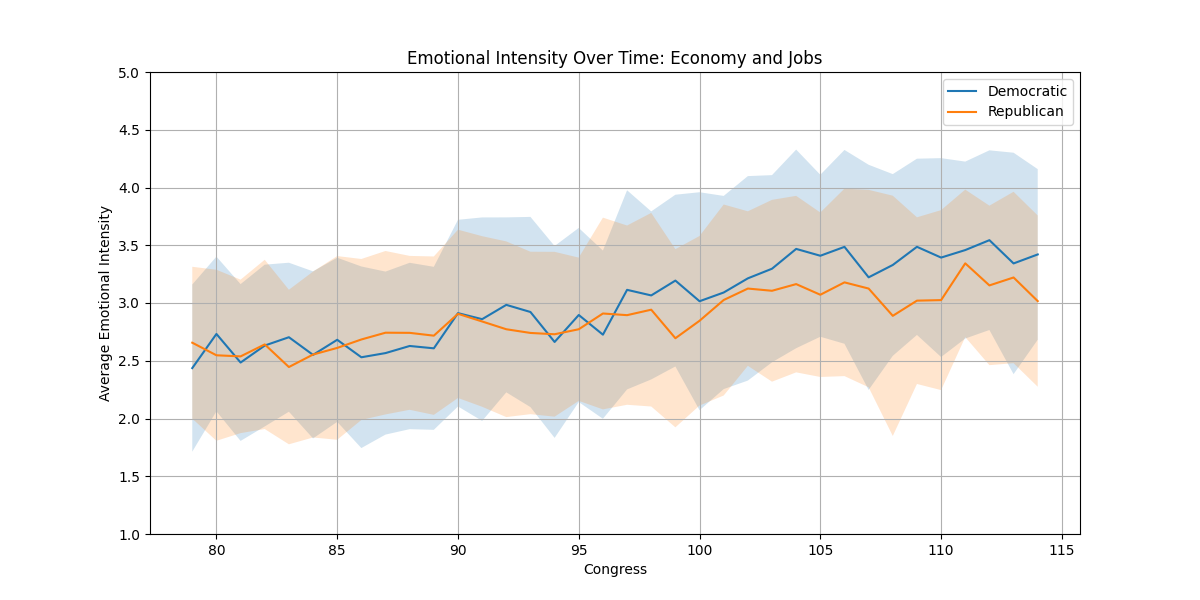 Emotional Intensity Over Time: Economy and Jobs
Democratic
Republican
Average Emotional Intensity
5.0
4.5
4.0
3.5
3.0
2.5
2.0
1.5
1.0
80 85 90 95 100 105 110 115
Congress